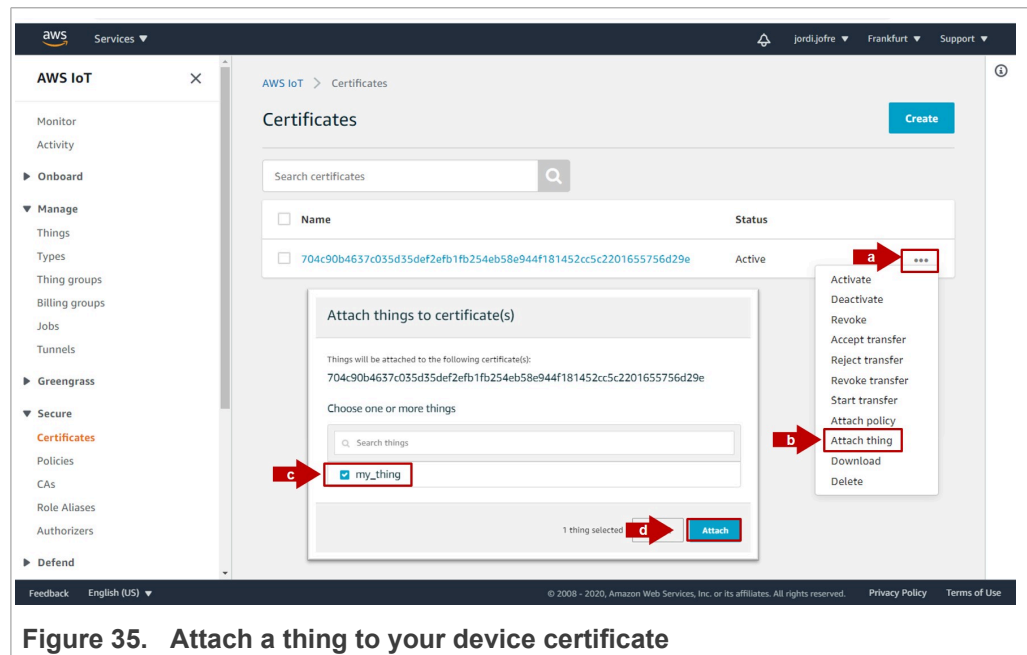 aws Services ▼ jordi.jofre ▼ Frankfurt ▼ Support ▼
AWS IoT ×
Monitor
Activity
▶ Onboard
▼ Manage
Things
Types
Thing groups
Billing groups
Jobs
Tunnels
▶ Greengrass
▼ Secure
Certificates
Policies
CAs
Role Aliases
Authorizers
▶ Defend
AWS IoT > Certificates
Certificates Create
Search certificates
Name Status
704c90b4637c035d35def2efb1fb254eb58e944f181452cc5c2201655756d29e Active a •••
Activate
Deactivate
Revoke
Accept transfer
Reject transfer
Revoke transfer
Start transfer
Attach policy
b Attach thing
Download
Delete
Attach things to certificate(s)
Things will be attached to the following certificate(s):
704c90b4637c035d35def2efb1fb254eb58e944f181452cc5c2201655756d29e
Choose one or more things
Search things
c my_thing
1 thing selected d Attach
Feedback English (US) ▼ © 2008 - 2020, Amazon Web Services, Inc. or its affiliates. All rights reserved. Privacy Policy Terms of Use
Figure 35. Attach a thing to your device certificate